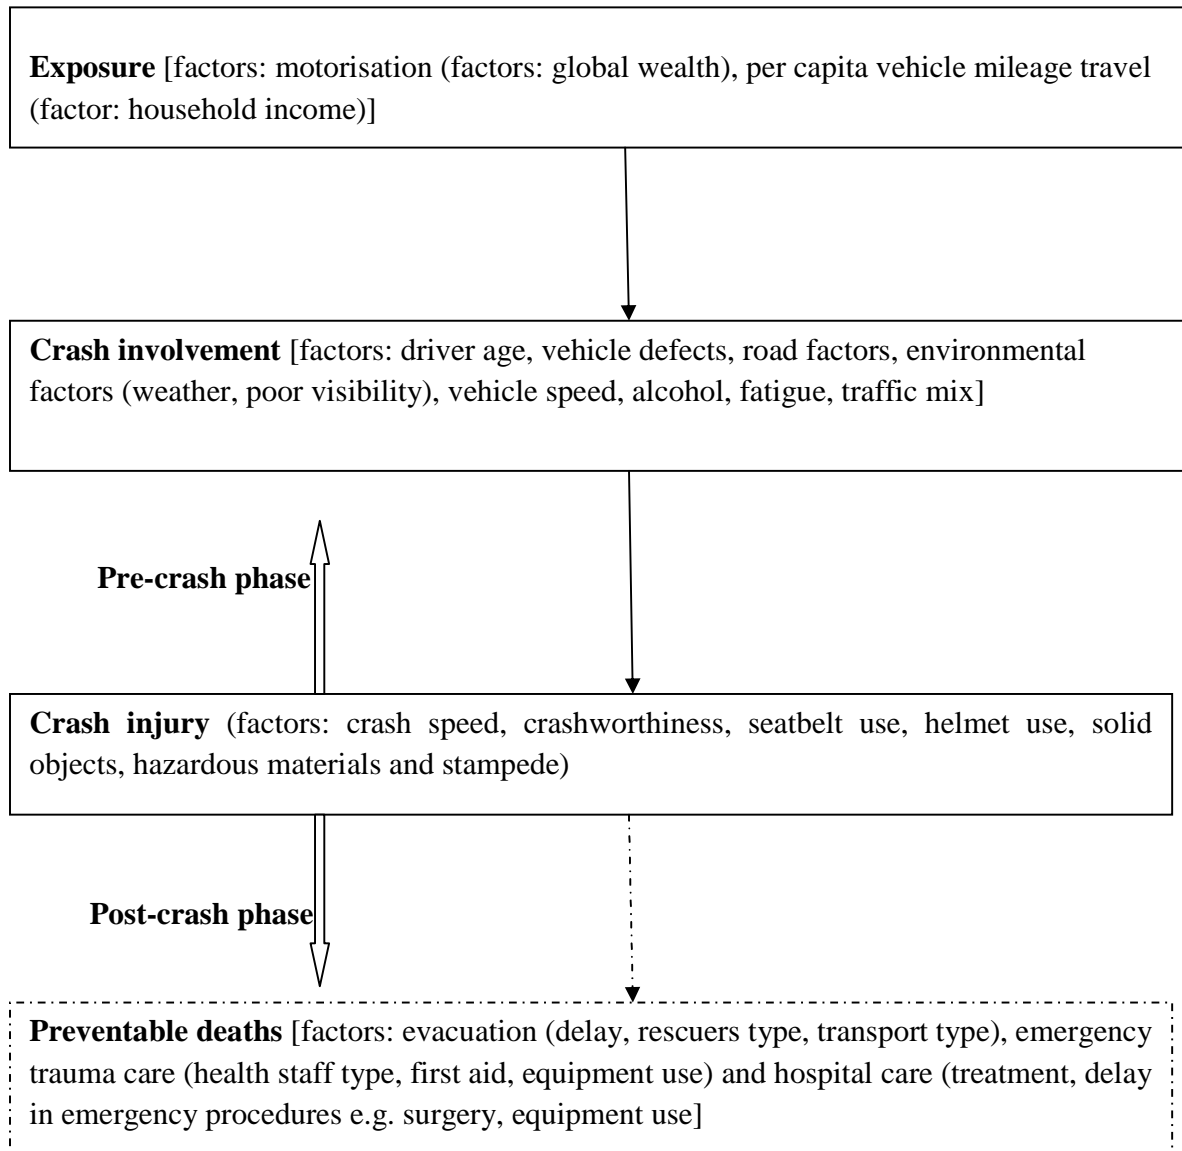 Exposure [factors: motorisation (factors: global wealth), per capita vehicle mileage travel
(factor: household income)]
Crash involvement [factors: driver age, vehicle defects, road factors, environmental
factors (weather, poor visibility), vehicle speed, alcohol, fatigue, traffic mix]
Pre-crash phase
Crash injury (factors: crash speed, crashworthiness, seatbelt use, helmet use, solid
objects, hazardous materials and stampede)
Post-crash phase
Preventable deaths [factors: evacuation (delay, rescuers type, transport type), emergency
trauma care (health staff type, first aid, equipment use) and hospital care (treatment, delay
in emergency procedures e.g. surgery, equipment use]